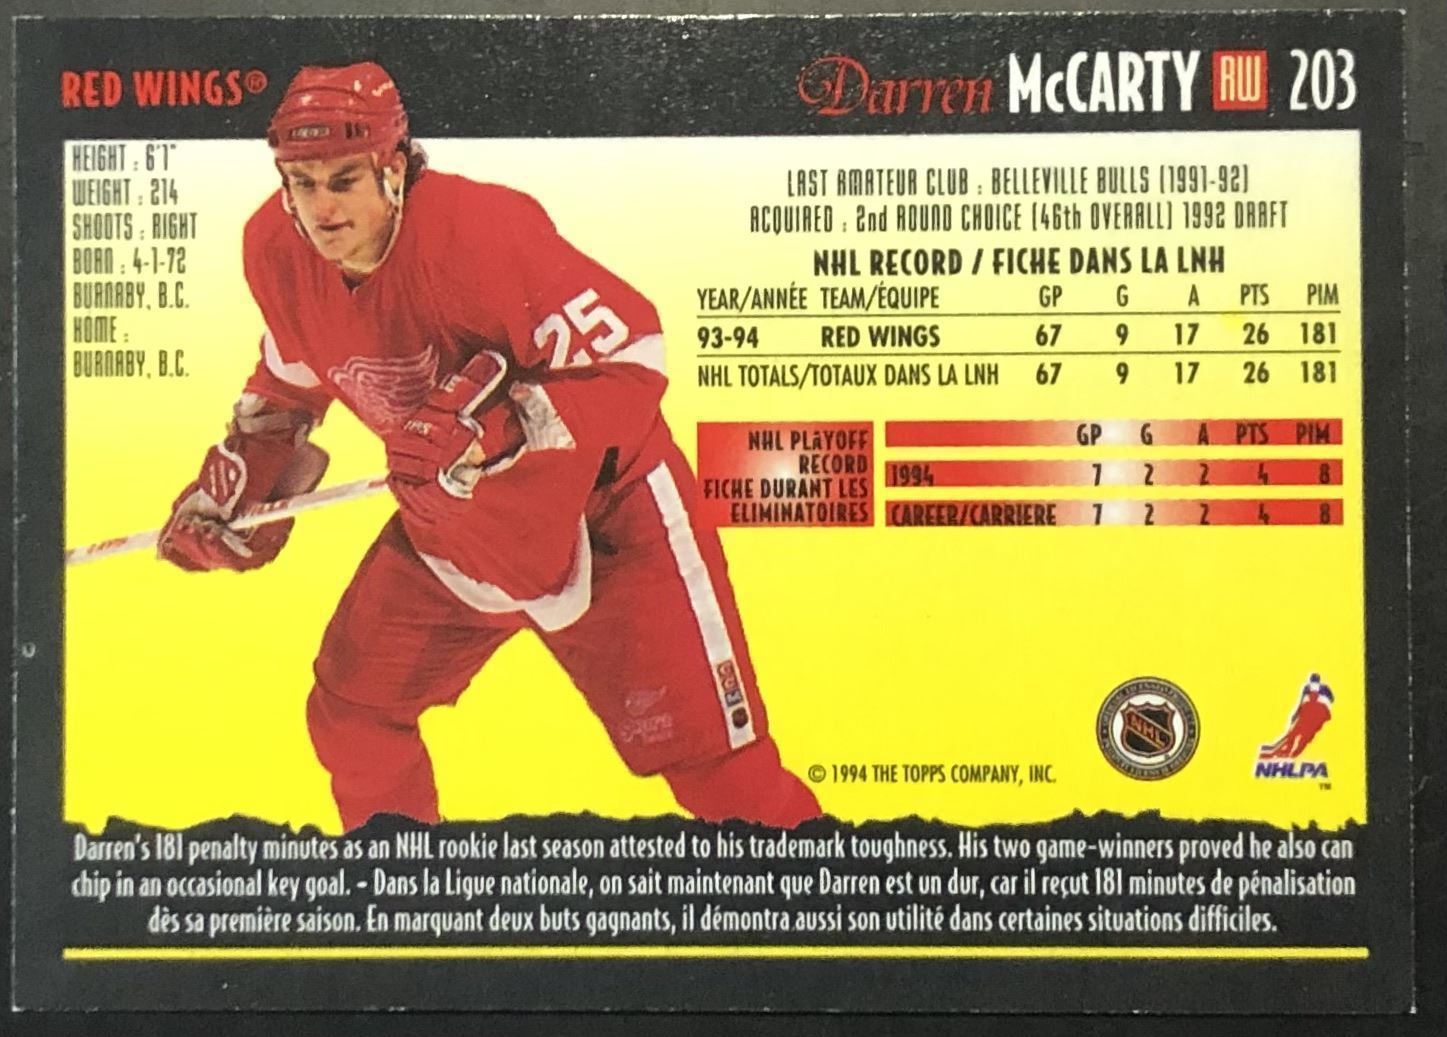 RED WINGS®
Darren McCARTY RW 203
HEIGHT : 6'1"
WEIGHT : 214
SHOOTS : RIGHT
BORN : 4-1-72
BURNABY, B.C.
HOME :
BURNABY, B.C.
LAST AMATEUR CLUB : BELLEVILLE BULLS (1991-92)
ACQUIRED : 2nd ROUND CHOICE (46th OVERALL) 1992 DRAFT
NHL RECORD / FICHE DANS LA LNH
YEAR/ANNÉE TEAM/ÉQUIPE GP G A PTS PIM
93-94 RED WINGS 67 9 17 26 181
NHL TOTALS/TOTAUX DANS LA LNH 67 9 17 26 181
NHL PLAYOFF
RECORD
FICHE DURANT LES
ELIMINATOIRES
GP G A PTS PIM
1994 7 2 2 4 8
CAREER/CARRIERE 7 2 2 4 8
25
NHL
NHLPA
TM
© 1994 THE TOPPS COMPANY, INC.
Darren's 181 penalty minutes as an NHL rookie last season attested to his trademark toughness. His two game-winners proved he also can
chip in an occasional key goal. - Dans la Ligue nationale, on sait maintenant que Darren est un dur, car il reçut 181 minutes de pénalisation
dès sa première saison. En marquant deux buts gagnants, il démontra aussi son utilité dans certaines situations difficiles.